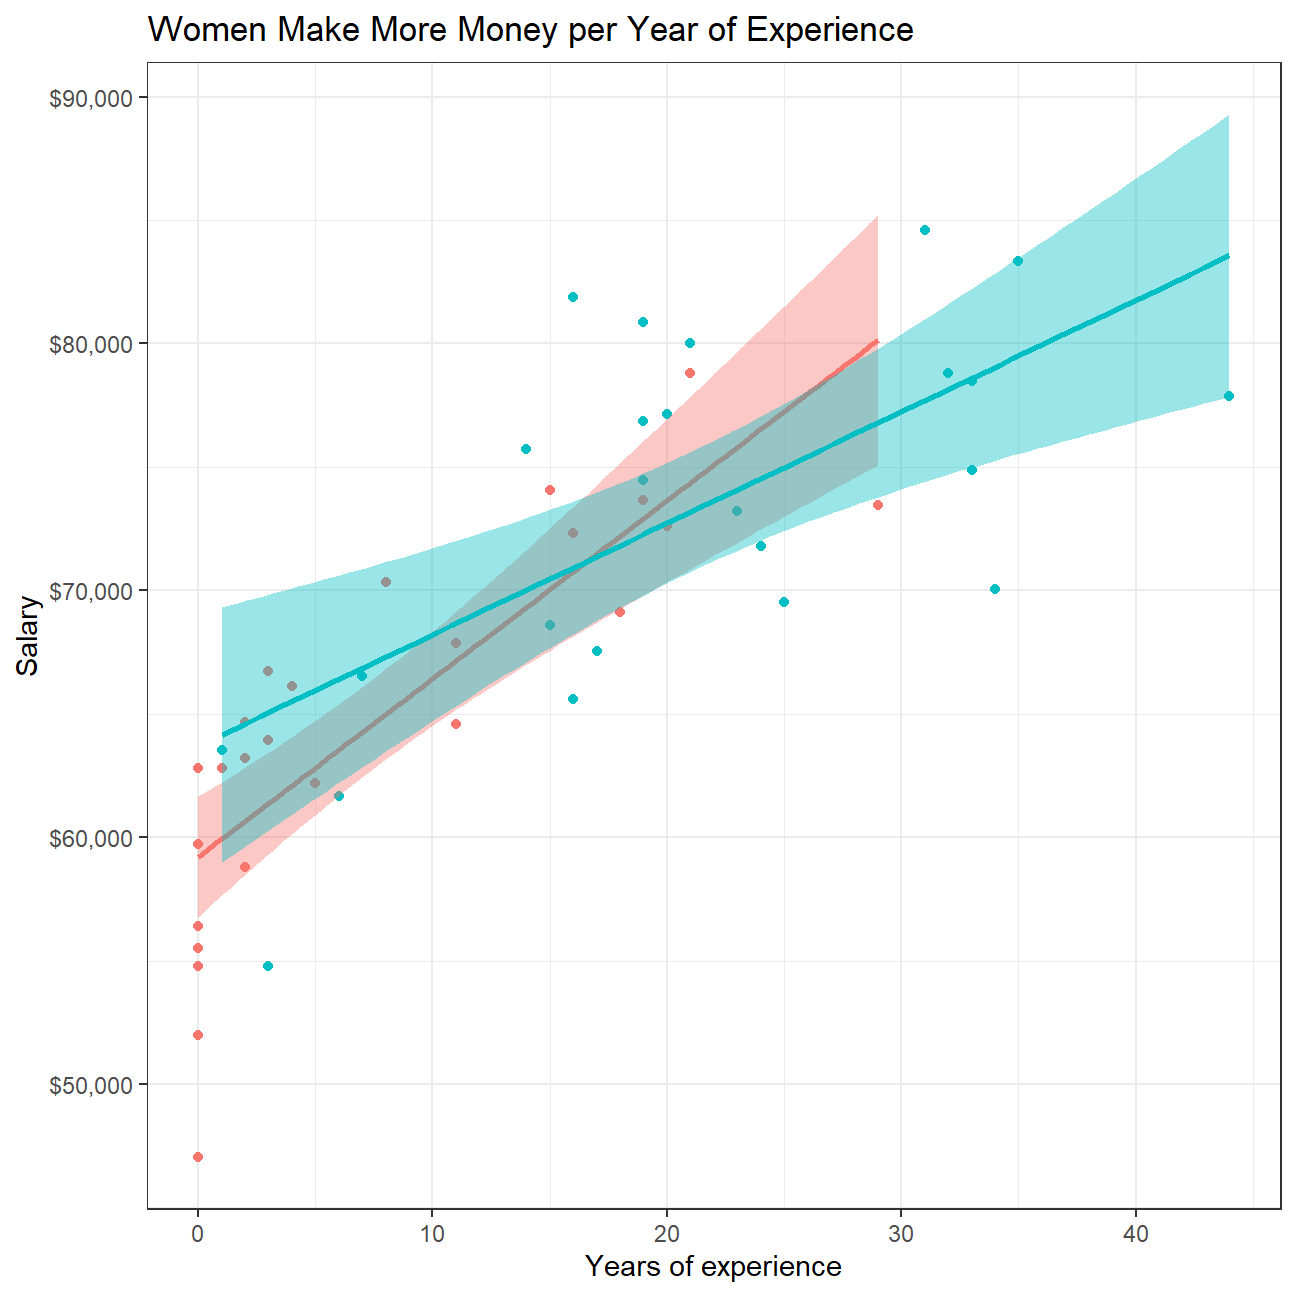 Women Make More Money per Year of Experience
$90,000
$80,000
$70,000
$60,000
$50,000
Salary
0 10 20 30 40
Years of experience